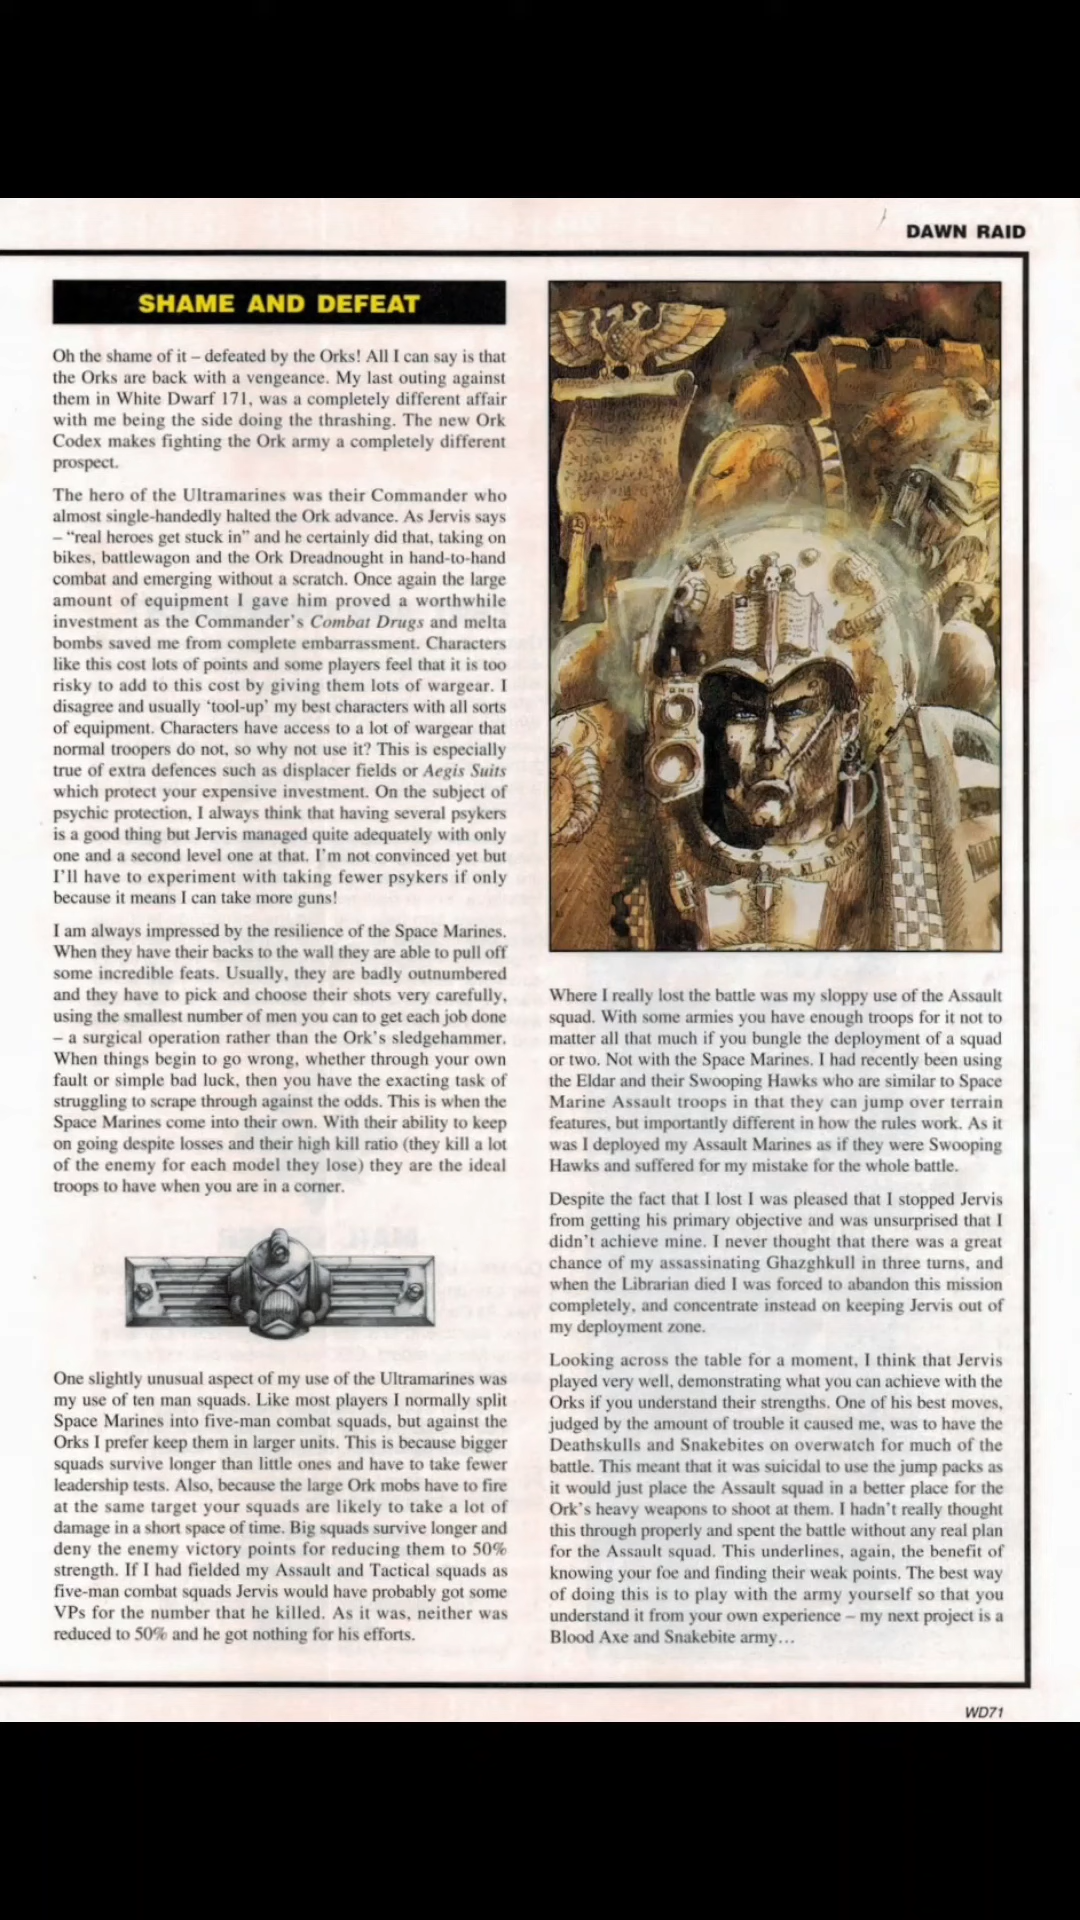 DAWN RAID
SHAME AND DEFEAT
Oh the shame of it – defeated by the Orks! All I can say is that
the Orks are back with a vengeance. My last outing against
them in White Dwarf 171, was a completely different affair
with me being the side doing the thrashing. The new Ork
Codex makes fighting the Ork army a completely different
prospect.
The hero of the Ultramarines was their Commander who
almost single-handedly halted the Ork advance. As Jervis says
– “real heroes get stuck in” and he certainly did that, taking on
bikes, battlewagon and the Ork Dreadnought in hand-to-hand
combat and emerging without a scratch. Once again the large
amount of equipment I gave him proved a worthwhile
investment as the Commander’s Combat Drugs and melta
bombs saved me from complete embarrassment. Characters
like this cost lots of points and some players feel that it is too
risky to add to this cost by giving them lots of wargear. I
disagree and usually ‘tool-up’ my best characters with all sorts
of equipment. Characters have access to a lot of wargear that
normal troopers do not, so why not use it? This is especially
true of extra defences such as displacer fields or Aegis Suits
which protect your expensive investment. On the subject of
psychic protection, I always think that having several psykers
is a good thing but Jervis managed quite adequately with only
one and a second level one at that. I’m not convinced yet but
I’ll have to experiment with taking fewer psykers if only
because it means I can take more guns!
I am always impressed by the resilience of the Space Marines.
When they have their backs to the wall they are able to pull off
some incredible feats. Usually, they are badly outnumbered
and they have to pick and choose their shots very carefully,
using the smallest number of men you can to get each job done
– a surgical operation rather than the Ork’s sledgehammer.
When things begin to go wrong, whether through your own
fault or simple bad luck, then you have the exacting task of
struggling to scrape through against the odds. This is when the
Space Marines come into their own. With their ability to keep
on going despite losses and their high kill ratio (they kill a lot
of the enemy for each model they lose) they are the ideal
troops to have when you are in a corner.
One slightly unusual aspect of my use of the Ultramarines was
my use of ten man squads. Like most players I normally split
Space Marines into five-man combat squads, but against the
Orks I prefer keep them in larger units. This is because bigger
squads survive longer than little ones and have to take fewer
leadership tests. Also, because the large Ork mobs have to fire
at the same target your squads are likely to take a lot of
damage in a short space of time. Big squads survive longer and
deny the enemy victory points for reducing them to 50%
strength. If I had fielded my Assault and Tactical squads as
five-man combat squads Jervis would have probably got some
VPs for the number that he killed. As it was, neither was
reduced to 50% and he got nothing for his efforts.
Where I really lost the battle was my sloppy use of the Assault
squad. With some armies you have enough troops for it not to
matter all that much if you bungle the deployment of a squad
or two. Not with the Space Marines. I had recently been using
the Eldar and their Swooping Hawks who are similar to Space
Marine Assault troops in that they can jump over terrain
features, but importantly different in how the rules work. As it
was I deployed my Assault Marines as if they were Swooping
Hawks and suffered for my mistake for the whole battle.
Despite the fact that I lost I was pleased that I stopped Jervis
from getting his primary objective and was unsurprised that I
didn’t achieve mine. I never thought that there was a great
chance of my assassinating Ghazghkull in three turns, and
when the Librarian died I was forced to abandon this mission
completely, and concentrate instead on keeping Jervis out of
my deployment zone.
Looking across the table for a moment, I think that Jervis
played very well, demonstrating what you can achieve with the
Orks if you understand their strengths. One of his best moves,
judged by the amount of trouble it caused me, was to have the
Deathskulls and Snakebites on overwatch for much of the
battle. This meant that it was suicidal to use the jump packs as
it would just place the Assault squad in a better place for the
Ork’s heavy weapons to shoot at them. I hadn’t really thought
this through properly and spent the battle without any real plan
for the Assault squad. This underlines, again, the benefit of
knowing your foe and finding their weak points. The best way
of doing this is to play with the army yourself so that you
understand it from your own experience – my next project is a
Blood Axe and Snakebite army…
WD71